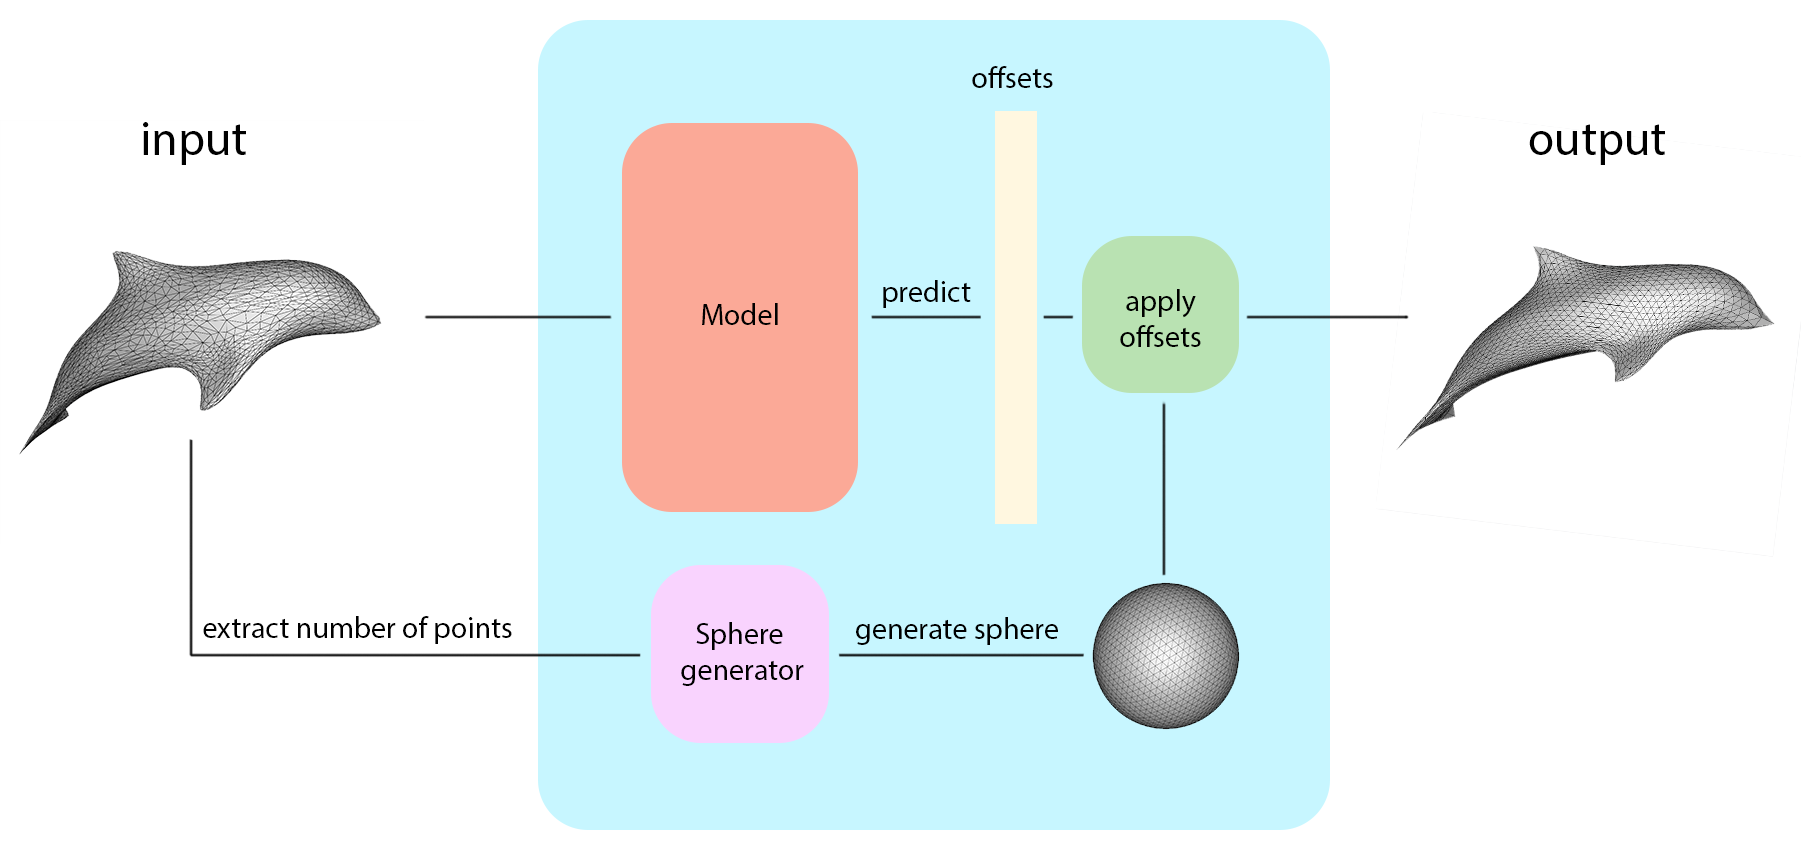 input
offsets
output
Model
predict
apply
offsets
extract number of points
Sphere
generator
generate sphere